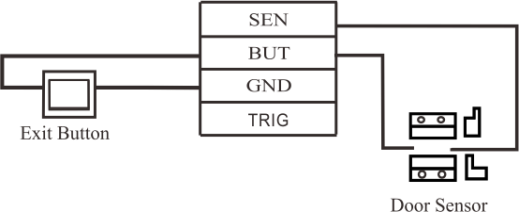 SEN
BUT
GND
TRIG
Exit Button
Door Sensor